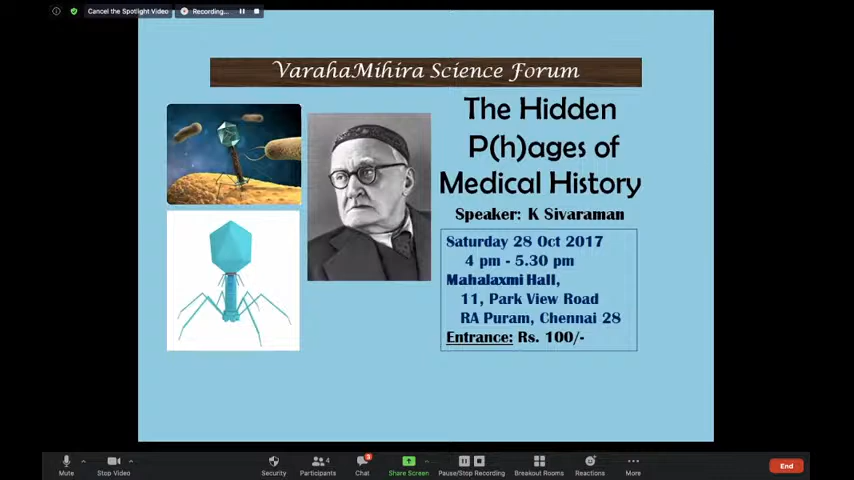 Cancel the Spotlight Video
Recording...
VarahaMihira Science Forum
The Hidden
P(h)ages of
Medical History
Speaker: K Sivaraman
Saturday 28 Oct 2017
4 pm - 5.30 pm
Mahalaxmi Hall,
11, Park View Road
RA Puram, Chennai 28
Entrance: Rs. 100/-
Mute
Stop Video
Security
4
Participants
3
Chat
Share Screen
Pause/Stop Recording
Breakout Rooms
Reactions
More
End